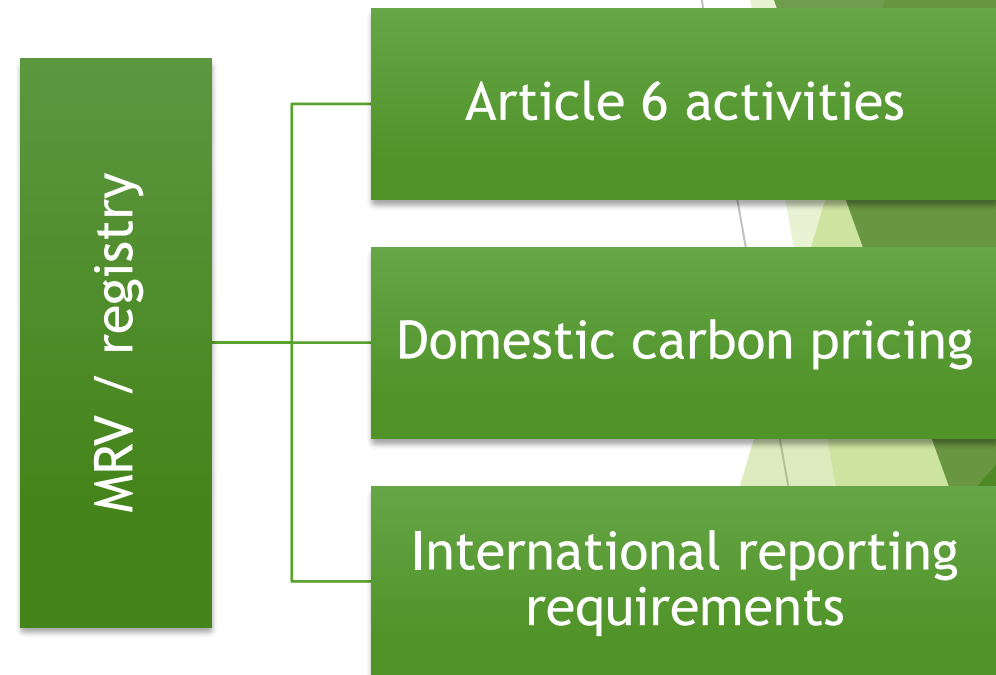 MRV / registry
Article 6 activities
Domestic carbon pricing
International reporting
requirements